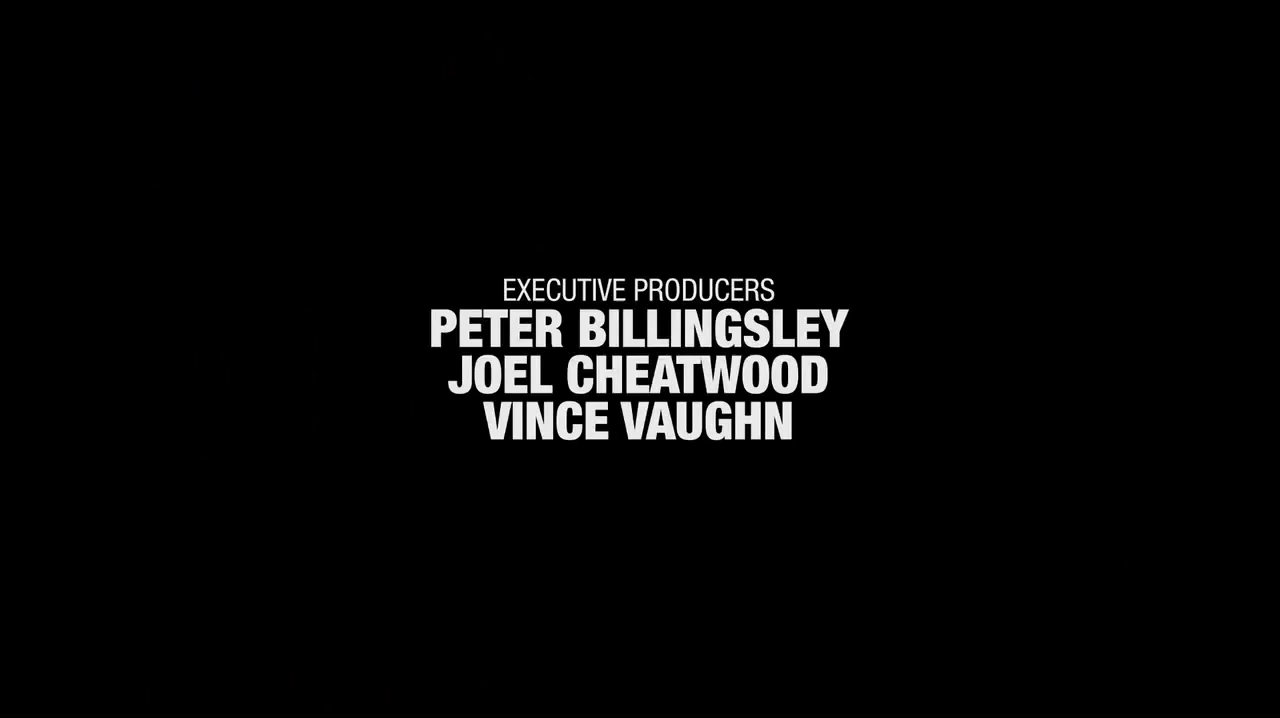 EXECUTIVE PRODUCERS
PETER BILLINGSLEY
JOEL CHEATWOOD
VINCE VAUGHN